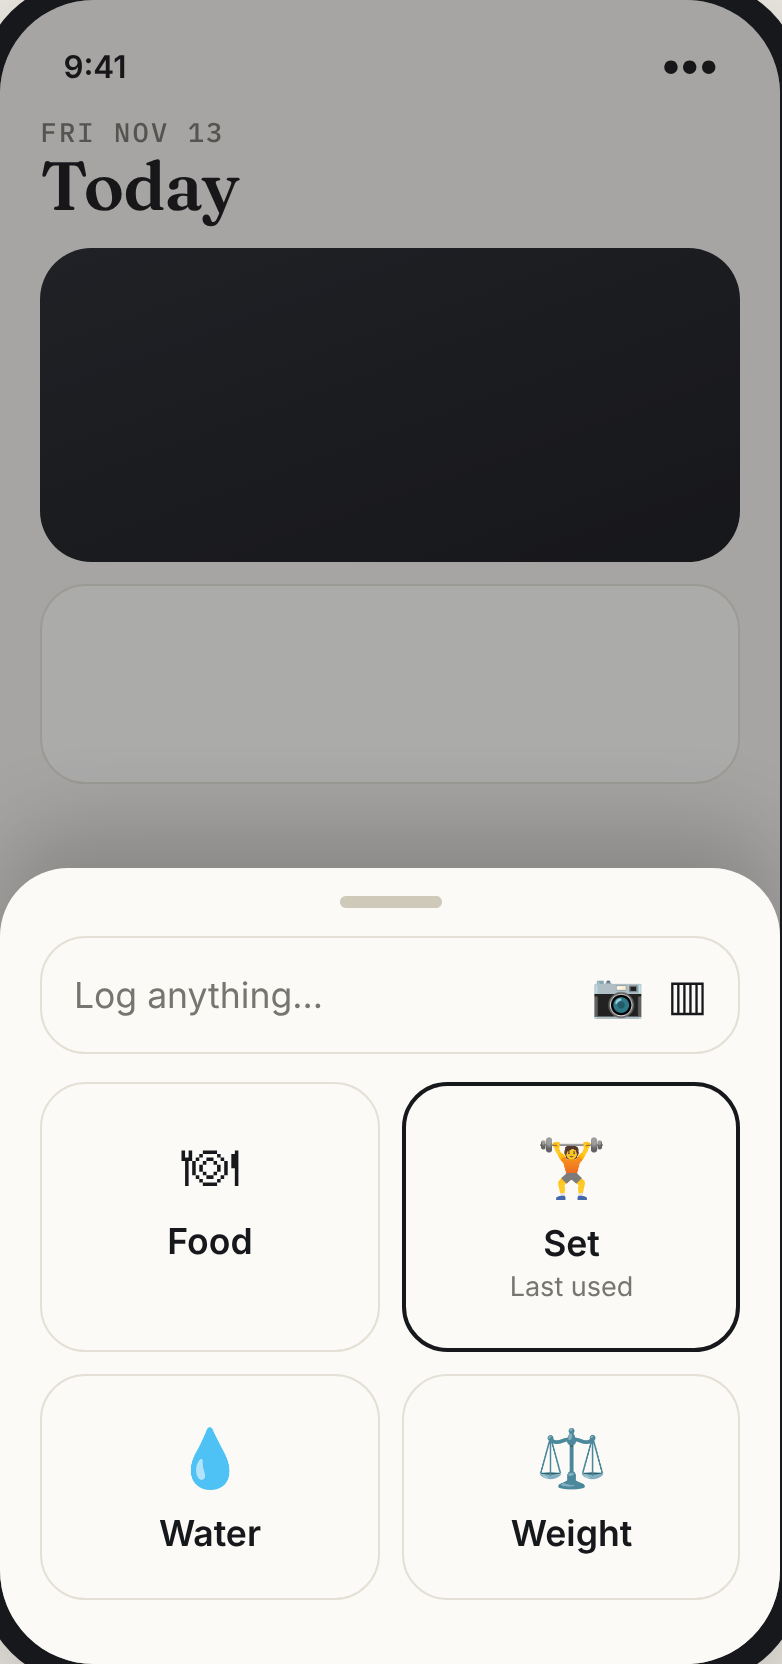 9:41
FRI NOV 13
Today
Log anything...
Food
Set
Last used
Water
Weight